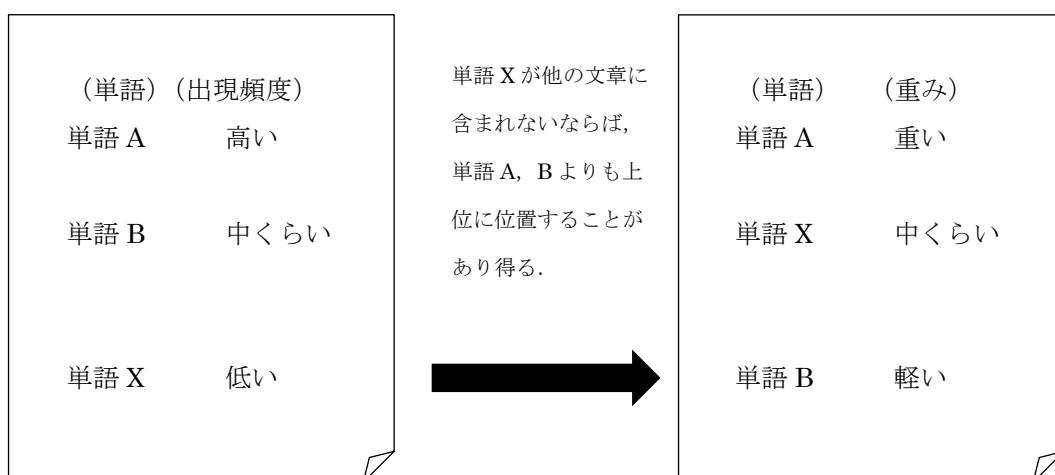 （単語）（出現頻度）
単語 A 高い
単語 B 中くらい
単語 X 低い
単語 X が他の文章に
含まれないならば，
単語 A，B よりも上
位に位置することが
あり得る．
（単語） （重み）
単語 A 重い
単語 X 中くらい
単語 B 軽い